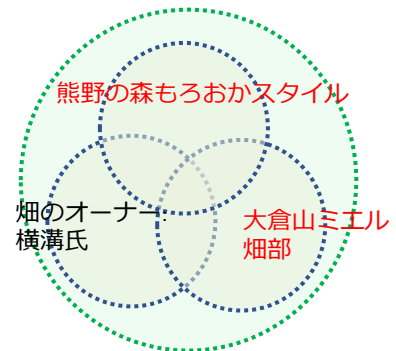 熊野の森もろおかスタイル
畑のオーナー:
横溝氏
大倉山ミエル
畑部